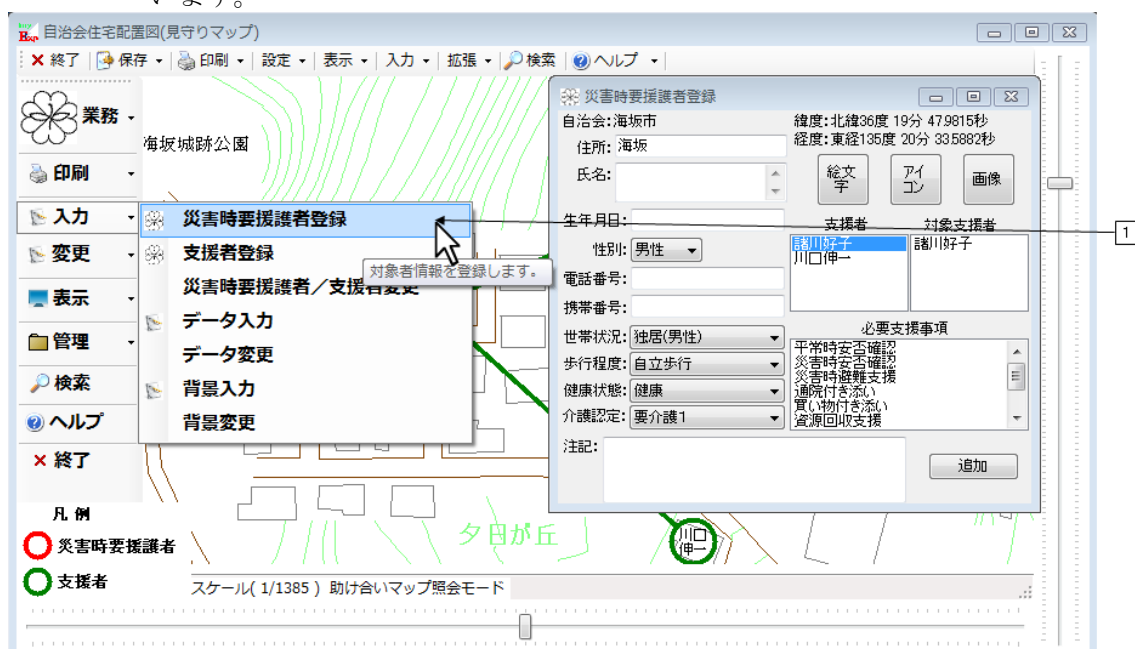 います。
自治会住宅配置図(見守りマップ)
終了 保存 印刷 設定 表示 入力 拡張 検索 ヘルプ
業務
印刷
入力
変更
表示
管理
検索
ヘルプ
終了
海坂城跡公園
災害時要援護者登録
支援者登録
災害時要援護者／支援者変更
データ入力
データ変更
背景入力
背景変更
対象者情報を登録します。
災害時要援護者登録
自治会:海坂市
緯度:北緯36度 19分 47.9815秒
経度:東経135度 20分 33.5882秒
住所: 海坂
氏名:
絵文字
アイコン
画像
生年月日:
性別: 男性
電話番号:
携帯番号:
世帯状況: 独居(男性)
歩行程度: 自立歩行
健康状態: 健康
介護認定: 要介護1
注記:
支援者
諸川好子
川口伸一
対象支援者
諸川好子
必要支援事項
平常時安否確認
災害時安否確認
災害時避難支援
通院付き添い
買い物付き添い
資源回収支援
追加
1
凡 例
災害時要援護者
支援者
夕日が丘
川口
伸一
スケール( 1/1385 ) 助け合いマップ照会モード